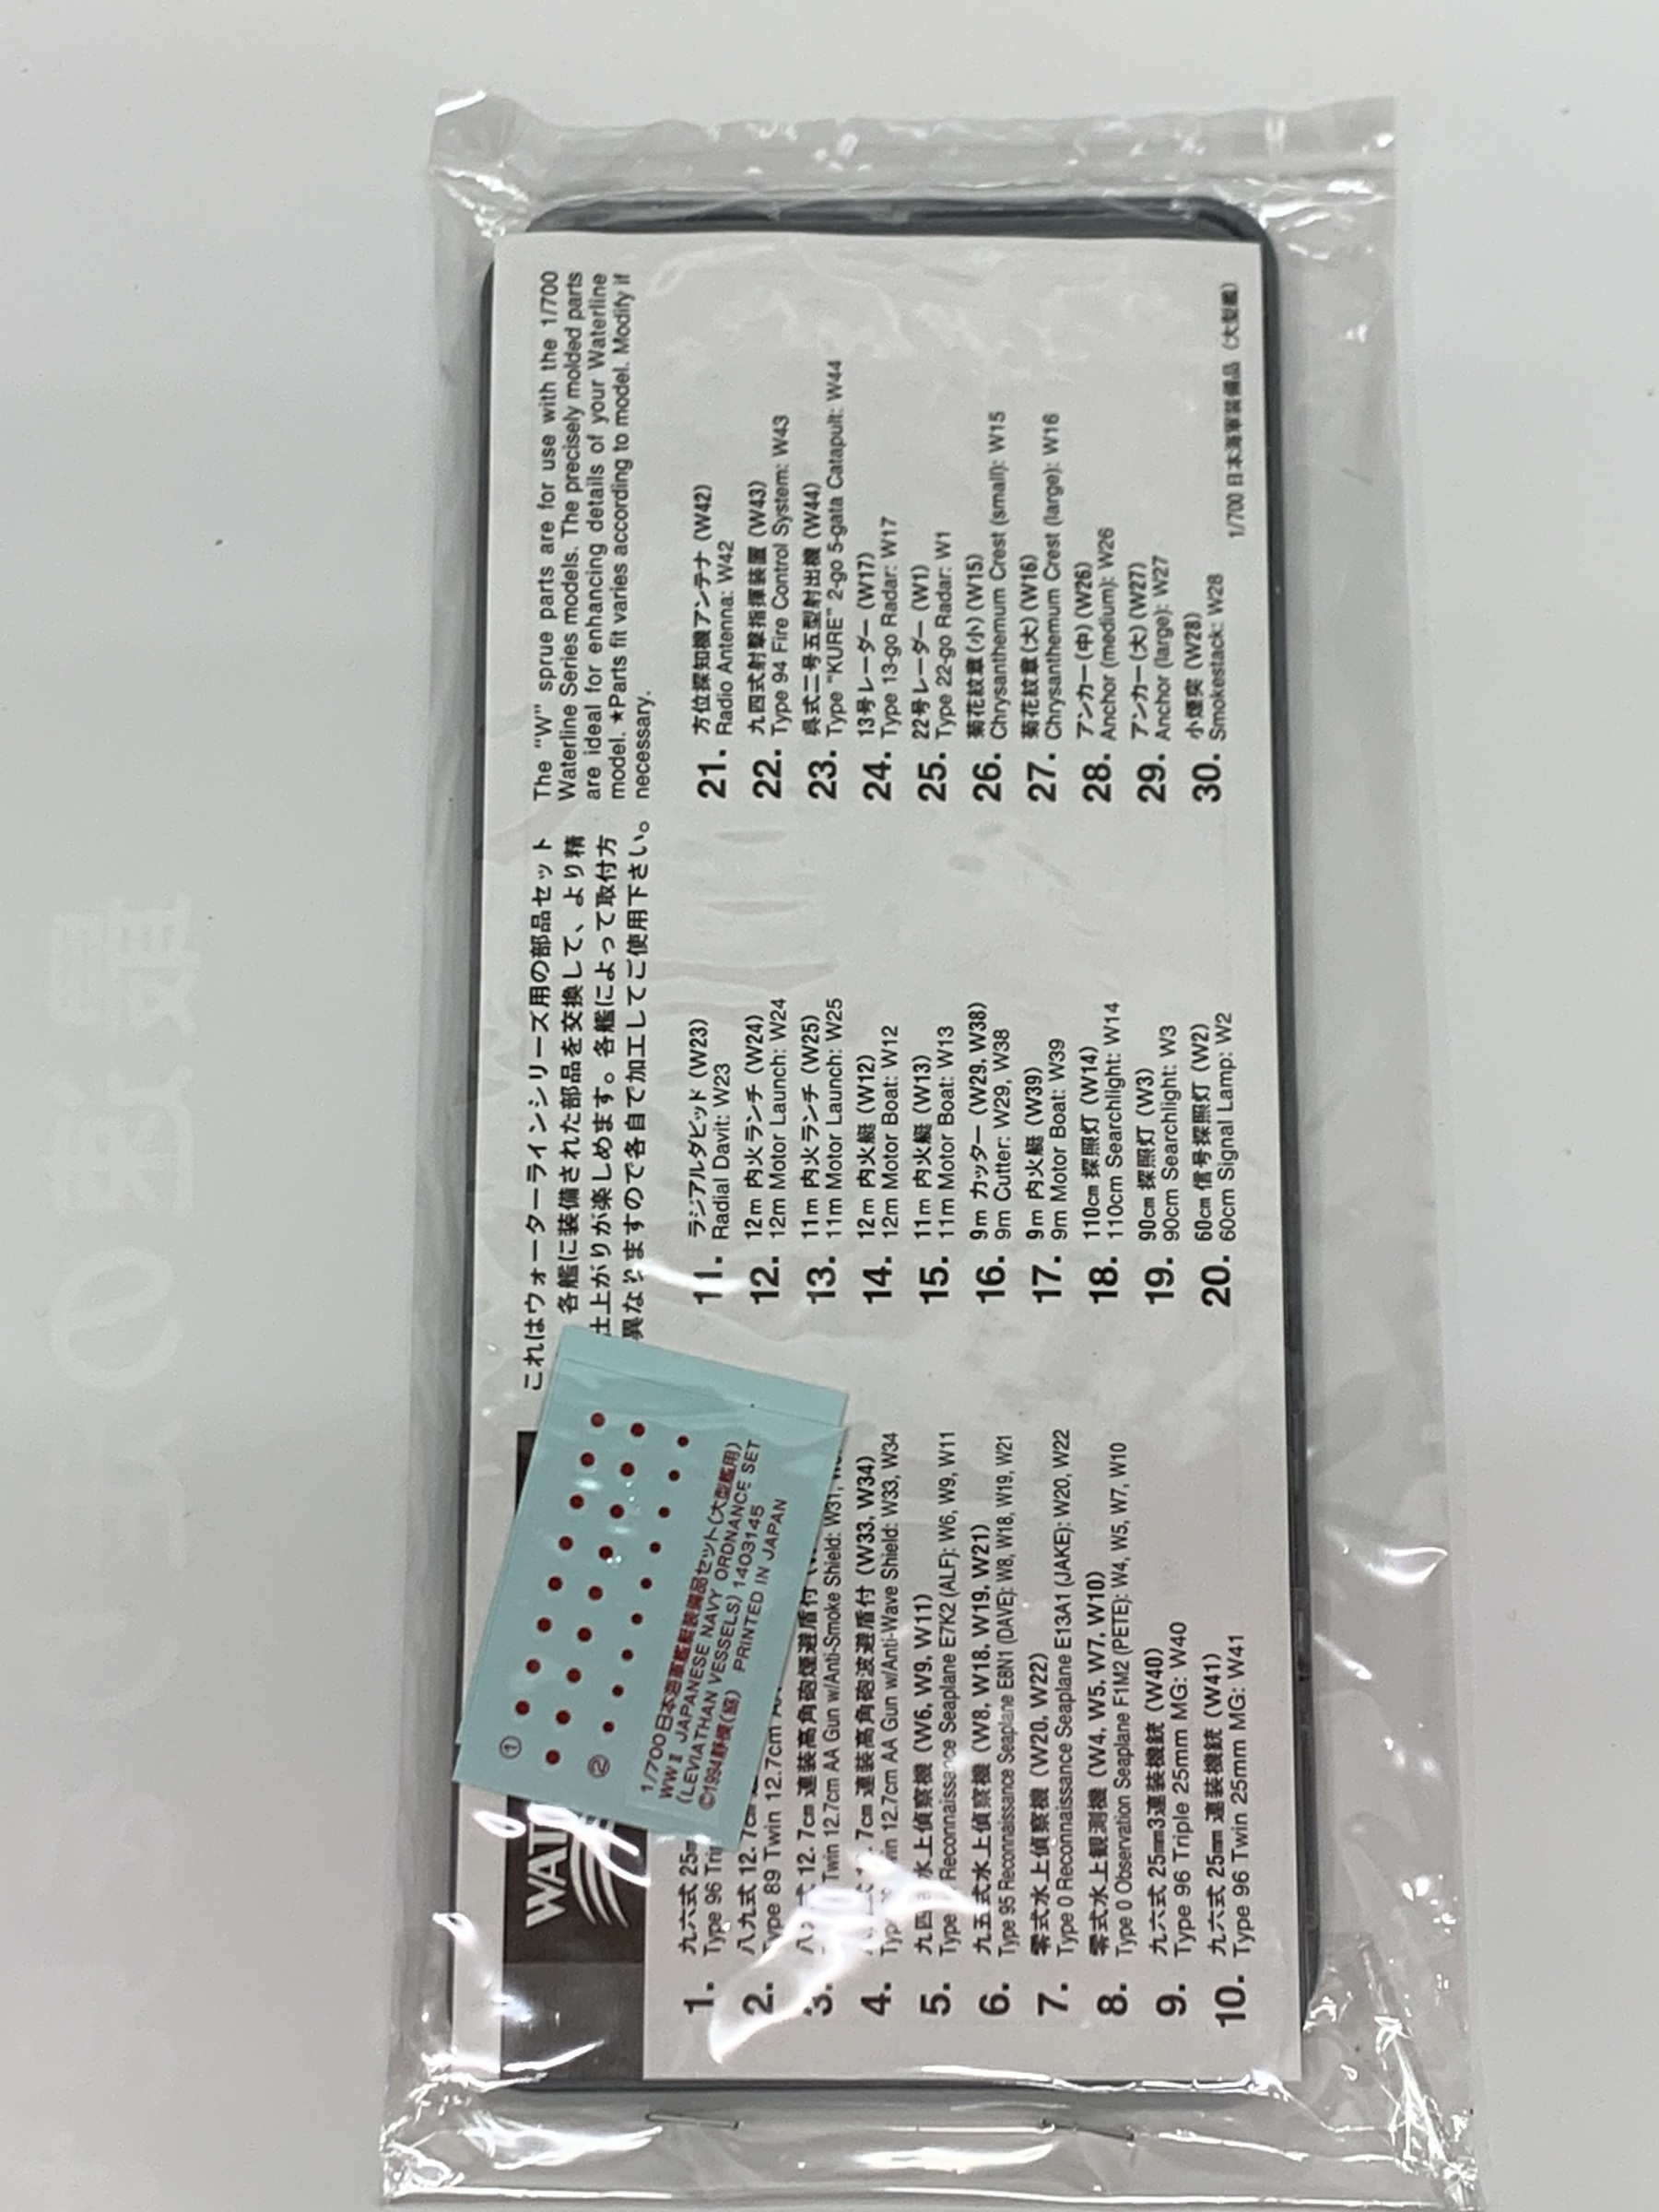 WAT
これはウォーターラインシリーズ用の部品セット
各艦に装備された部品を交換して、より精
仕上がりが楽しめます。各艦によって取付方
異なりますので各自で加工してご使用下さい。
The "W" sprue parts are for use with the 1/700
Waterline Series models. The precisely molded parts
are ideal for enhancing details of your Waterline
model. ★Parts fit varies according to model. Modify if
necessary.
①
②
1/700日本海軍艦艇装備品セット(大型艦用)
WWⅡ JAPANESE NAVY ORDNANCE SET
(LEVIATHAN VESSELS) 1403145
PRINTED IN JAPAN
1. 九六式 25m
Type 96 Trip
2. 八九式 12.7cm
Type 89 Twin 12.7cm
3. 式 12.7cm 連装高角砲煙避盾付
Twin 12.7cm AA Gun w/Anti-Smoke Shield: W31,
4. 7cm 連装高角砲波避盾付 (W33, W34)
Twin 12.7cm AA Gun w/Anti-Wave Shield: W33, W34
5. 九四式水上偵察機 (W6, W9, W11)
Type Reconnaissance Seaplane E7K2 (ALF): W6, W9, W11
6. 九五式水上偵察機 (W8, W18, W19, W21)
Type 95 Reconnaissance Seaplane E8N1 (DAVE): W8, W18, W19, W21
7. 零式水上偵察機 (W20, W22)
Type 0 Reconnaissance Seaplane E13A1 (JAKE): W20, W22
8. 零式水上観測機 (W4, W5, W7, W10)
Type 0 Observation Seaplane F1M2 (PETE): W4, W5, W7, W10
9. 九六式 25mm3連装機銃 (W40)
Type 96 Triple 25mm MG: W40
10. 九六式 25mm 連装機銃 (W41)
Type 96 Twin 25mm MG: W41
11. ラジアルダビッド (W23)
Radial Davit: W23
12. 12m 内火ランチ (W24)
12m Motor Launch: W24
13. 11m 内火ランチ (W25)
11m Motor Launch: W25
14. 12m 内火艇 (W12)
12m Motor Boat: W12
15. 11m 内火艇 (W13)
11m Motor Boat: W13
16. 9m カッター (W29, W38)
9m Cutter: W29, W38
17. 9m 内火艇 (W39)
9m Motor Boat: W39
18. 110cm 探照灯 (W14)
110cm Searchlight: W14
19. 90cm 探照灯 (W3)
90cm Searchlight: W3
20. 60cm 信号探照灯 (W2)
60cm Signal Lamp: W2
21. 方位探知機アンテナ (W42)
Radio Antenna: W42
22. 九四式射撃指揮装置 (W43)
Type 94 Fire Control System: W43
23. 呉式二号五型射出機 (W44)
Type "KURE" 2-go 5-gata Catapult: W44
24. 13号レーダー (W17)
Type 13-go Radar: W17
25. 22号レーダー (W1)
Type 22-go Radar: W1
26. 菊花紋章(小) (W15)
Chrysanthemum Crest (small): W15
27. 菊花紋章(大) (W16)
Chrysanthemum Crest (large): W16
28. アンカー(中) (W26)
Anchor (medium): W26
29. アンカー(大) (W27)
Anchor (large): W27
30. 小煙突 (W28)
Smokestack: W28
1/700 日本海軍装備品 (大型艦)